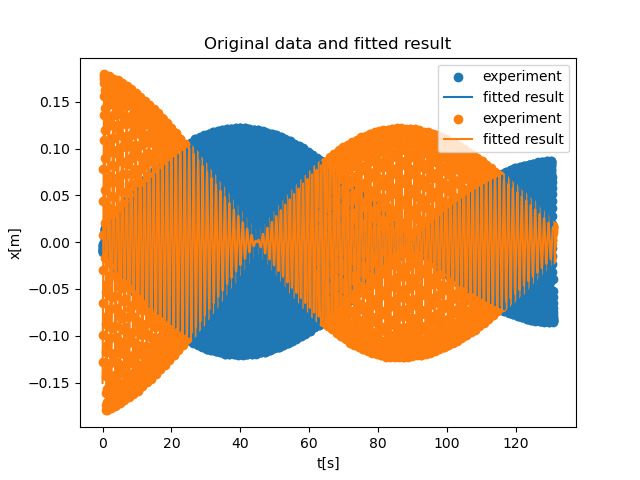 Original data and fitted result
experiment
fitted result
experiment
fitted result
x[m]
0.15
0.10
0.05
0.00
−0.05
−0.10
−0.15
0 20 40 60 80 100 120
t[s]